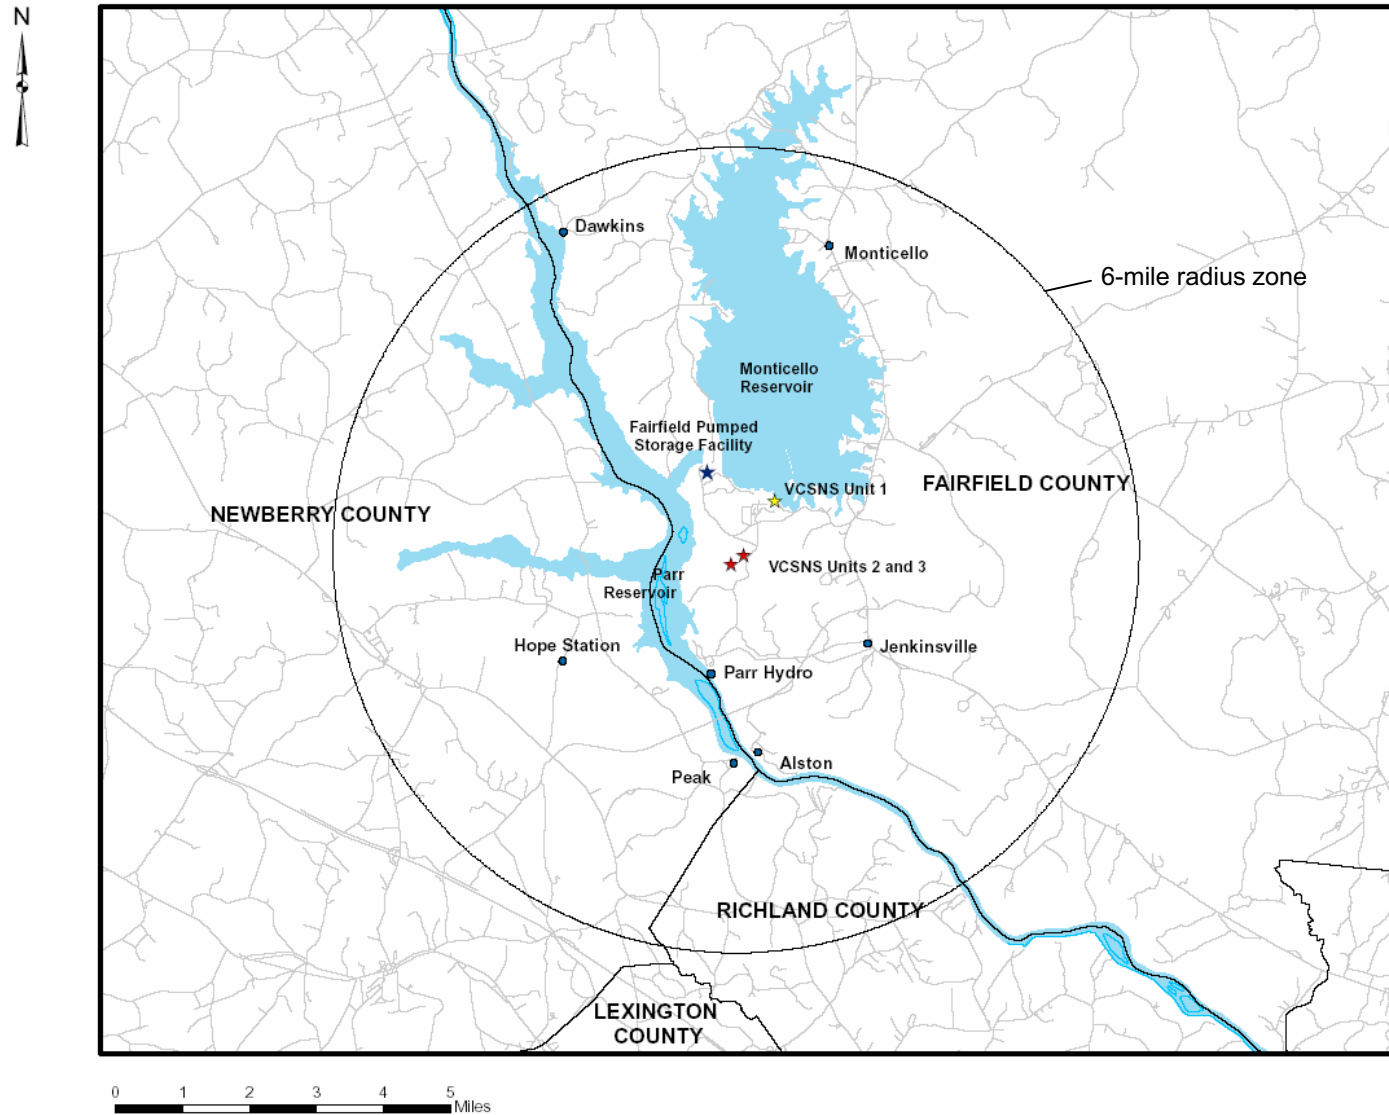 N
Dawkins
Monticello
6-mile radius zone
Monticello
Reservoir
Fairfield Pumped
Storage Facility
VCSNS Unit 1
FAIRFIELD COUNTY
NEWBERRY COUNTY
VCSNS Units 2 and 3
Parr
Reservoir
Hope Station
Jenkinsville
Parr Hydro
Alston
Peak
RICHLAND COUNTY
LEXINGTON
COUNTY
0 1 2 3 4 5
Miles